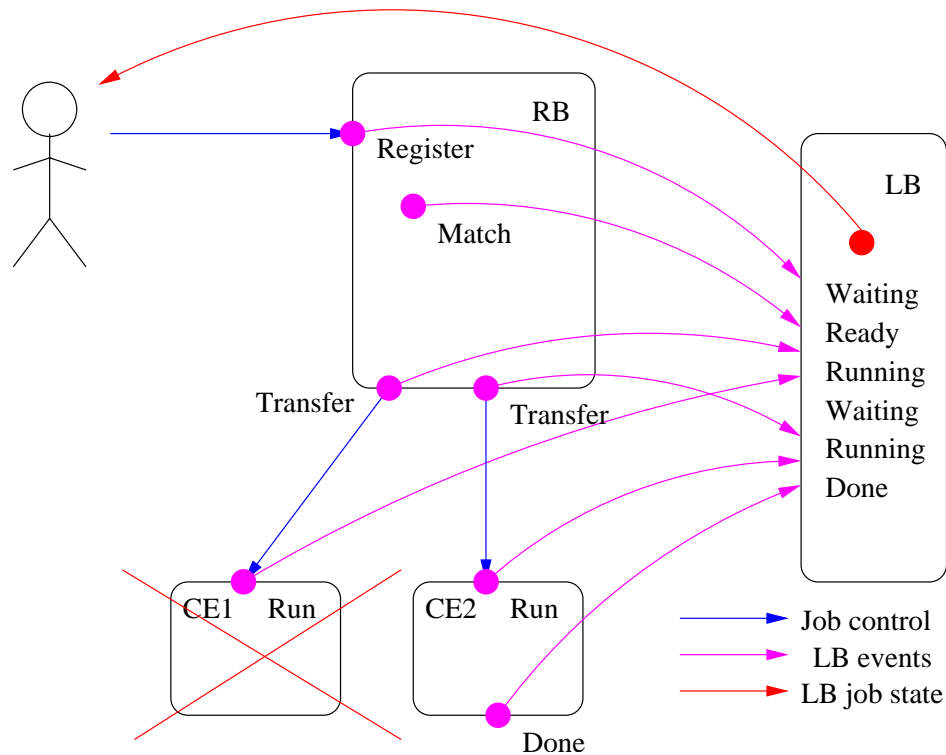 RB
Register
Match
Transfer
Transfer
LB
Waiting
Ready
Running
Waiting
Running
Done
CE1 Run
CE2 Run
Done
Job control
LB events
LB job state